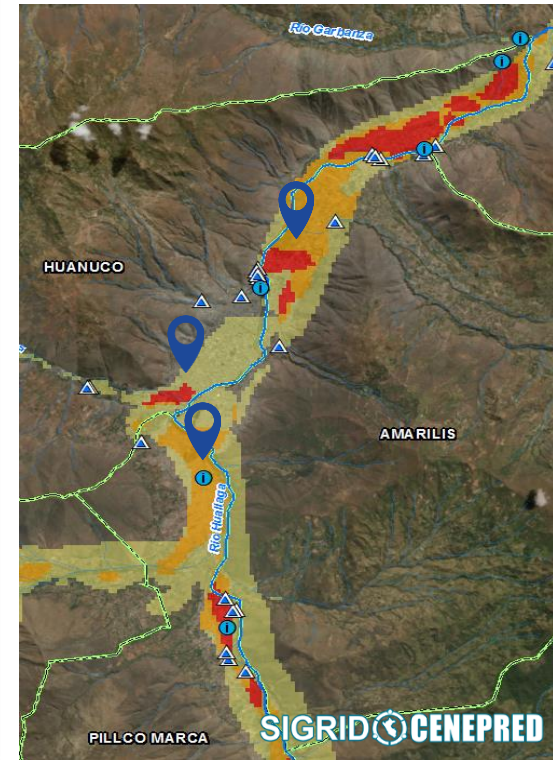 Río Garbanza
HUANUCO
AMARILIS
Río Huallaga
PILLCO MARCA
SIGRID CENEPRED